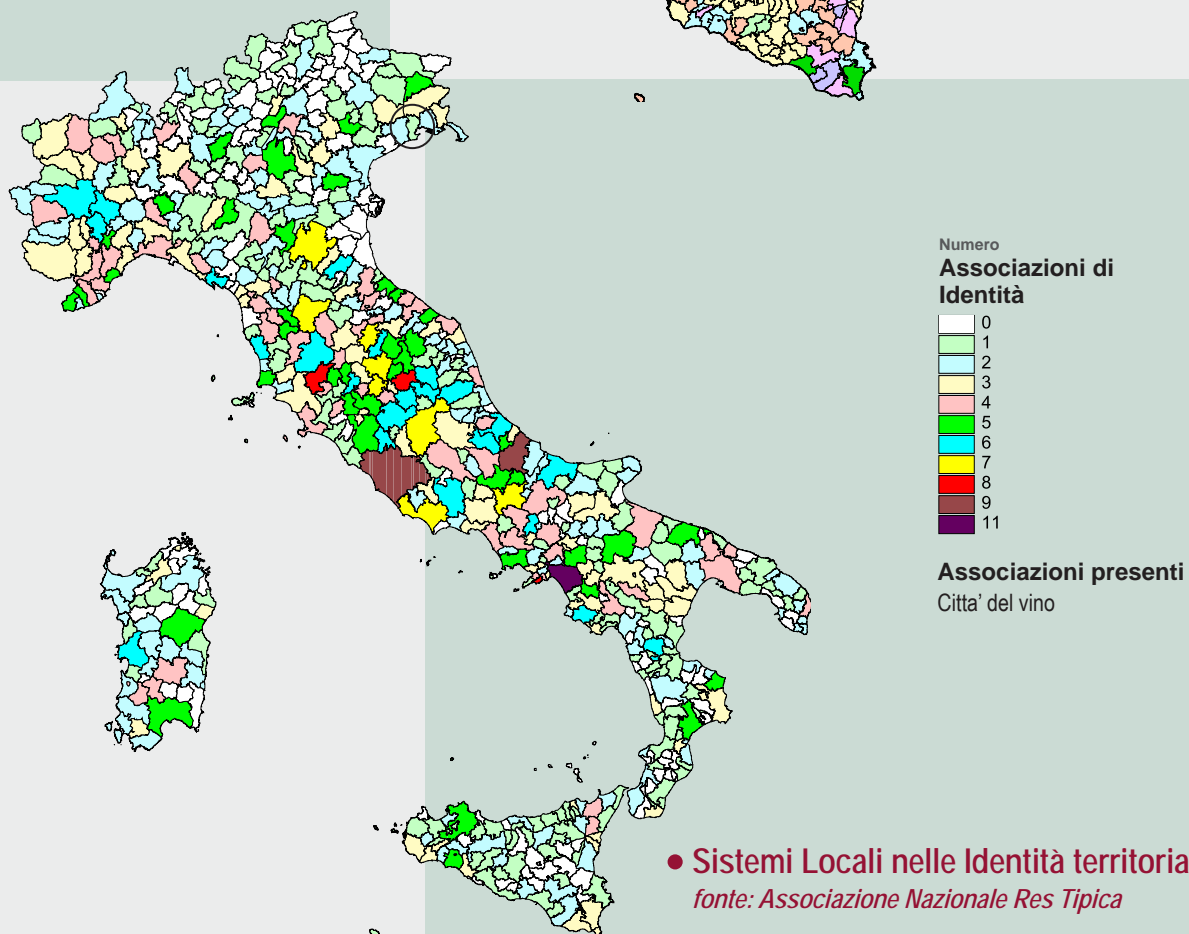 Numero
Associazioni di
Identità
0
1
2
3
4
5
6
7
8
9
11
Associazioni presenti
Citta' del vino
• Sistemi Locali nelle Identità territoria
fonte: Associazione Nazionale Res Tipica